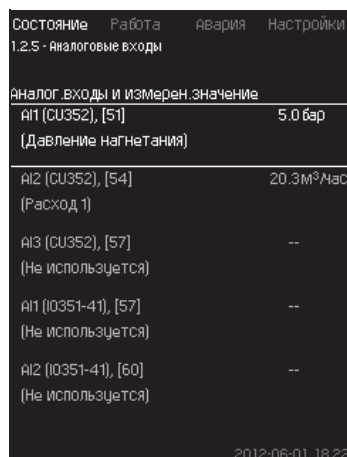 Состояние Работа Авария Настройки
1.2.5 - Аналоговые входы
Аналог.входы и измерен.значение
AI1 (CU352), [51] 5.0 бар
(Давление нагнетания)
AI2 (CU352), [54] 20.3м³/час
(Расход 1)
AI3 (CU352), [57] --
(Не используется)
AI1 (IO351-41), [57] --
(Не используется)
AI2 (IO351-41), [60] --
(Не используется)
2012-06-01 18:22